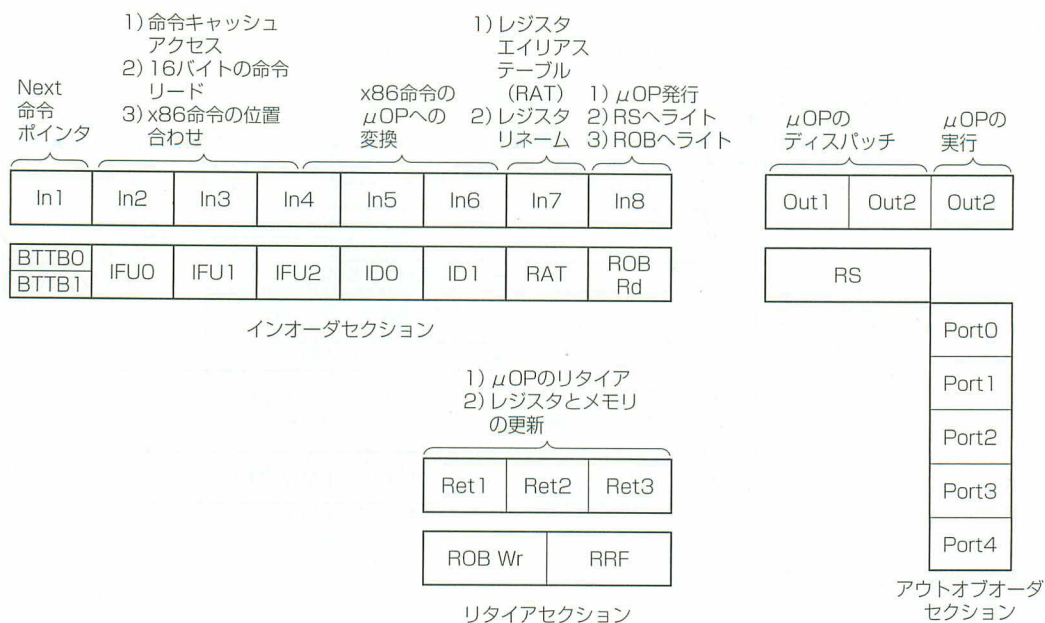 Next
命令
ポインタ
1) 命令キャッシュ
アクセス
2) 16バイトの命令
リード
3) x86命令の位置
合わせ
x86命令の
μOPへの
変換
1) レジスタ
エイリアス
テーブル
(RAT)
2) レジスタ
リネーム
1) μOP発行
2) RSへライト
3) ROBへライト
μOPの
ディスパッチ
μOPの
実行
In1 In2 In3 In4 In5 In6 In7 In8
Out1 Out2 Out2
BTTB0
BTTB1
IFU0 IFU1 IFU2 ID0 ID1 RAT
ROB
Rd
RS
インオーダセクション
Port0
Port1
Port2
Port3
Port4
アウトオブオーダ
セクション
1) μOPのリタイア
2) レジスタとメモリ
の更新
Ret1 Ret2 Ret3
ROB Wr RRF
リタイアセクション